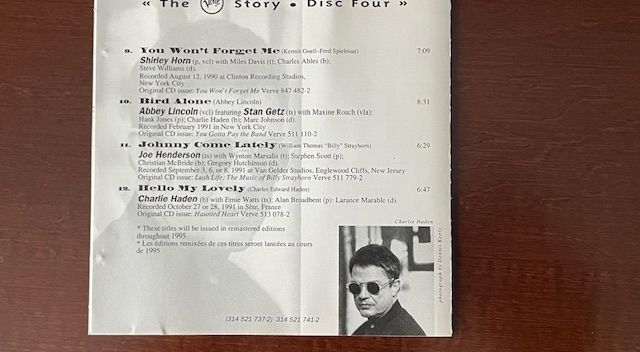 « The Verve Story • Disc Four »
9. You Won't Forget Me (Kermit Goell–Fred Spielman) 7:09
Shirley Horn (p, vcl) with Miles Davis (t); Charles Ables (b);
Steve Williams (d).
Recorded August 12, 1990 at Clinton Recording Studios,
New York City
Original CD issue: You Won't Forget Me Verve 847 482-2
10. Bird Alone (Abbey Lincoln) 8:31
Abbey Lincoln (vcl) featuring Stan Getz (ts) with Maxine Roach (vla);
Hank Jones (p); Charlie Haden (b); Marc Johnson (d).
Recorded February 1991 in New York City
Original CD issue: You Gotta Pay the Band Verve 511 110-2
11. Johnny Come Lately (William Thomas "Billy" Strayhorn) 6:29
Joe Henderson (ts) with Wynton Marsalis (t); Stephen Scott (p);
Christian McBride (b); Gregory Hutchinson (d).
Recorded September 3, 6, or 8, 1991 at Van Gelder Studios, Englewood Cliffs, New Jersey
Original CD issue: Lush Life: The Music of Billy Strayhorn Verve 511 779-2
12. Hello My Lovely (Charles Edward Haden) 6:47
Charlie Haden (b) with Ernie Watts (ts); Alan Broadbent (p); Larance Marable (d).
Recorded October 27 or 28, 1991 in Sète, France
Original CD issue: Haunted Heart Verve 513 078-2
* These titles will be issued in remastered editions
throughout 1995
* Les éditions remixées de ces titres seront lancées au cours
de 1995
Charlie Haden
photograph by Dennis Keely
(314 521 737-2) 314 521 741-2